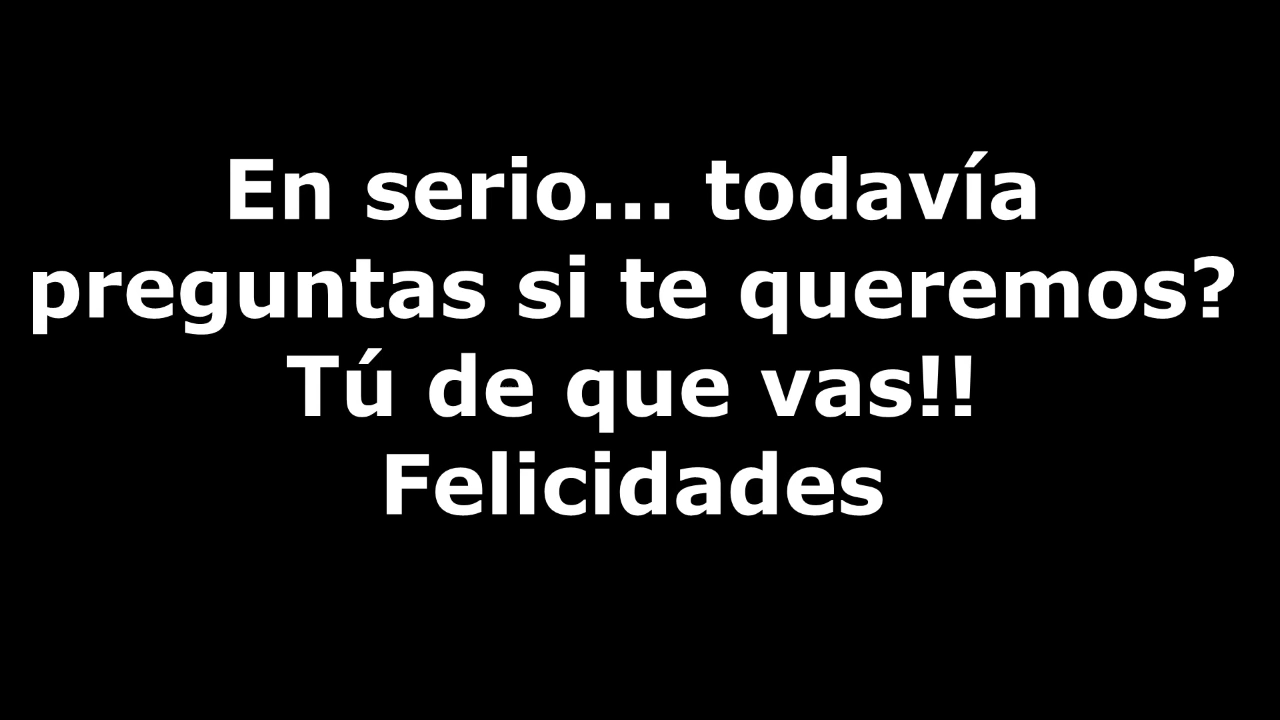 En serio... todavía
preguntas si te queremos?
Tú de que vas!!
Felicidades